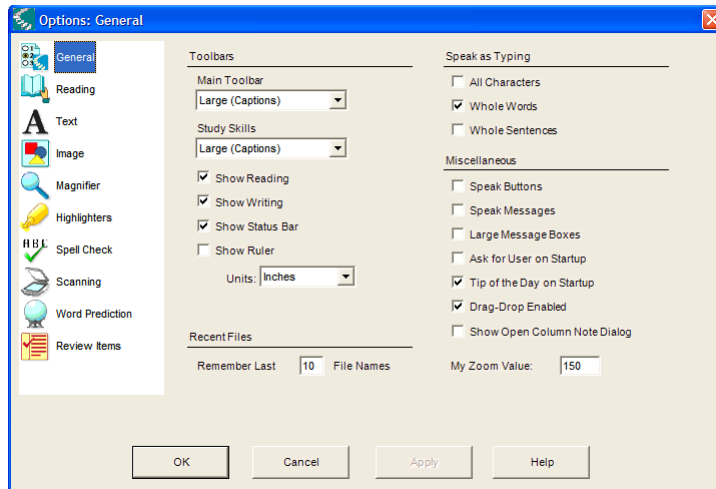 Options: General
General
Reading
Text
Image
Magnifier
Highlighters
Spell Check
Scanning
Word Prediction
Review Items
Toolbars
Main Toolbar
Large (Captions)
Study Skills
Large (Captions)
Show Reading
Show Writing
Show Status Bar
Show Ruler
Units: Inches
Recent Files
Remember Last 10 File Names
Speak as Typing
All Characters
Whole Words
Whole Sentences
Miscellaneous
Speak Buttons
Speak Messages
Large Message Boxes
Ask for User on Startup
Tip of the Day on Startup
Drag-Drop Enabled
Show Open Column Note Dialog
My Zoom Value: 150
OK Cancel Apply Help